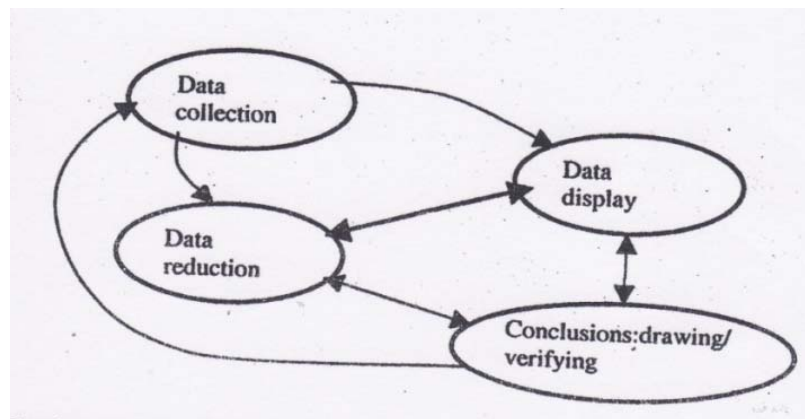 Data
collection
Data
display
Data
reduction
Conclusions:drawing/
verifying